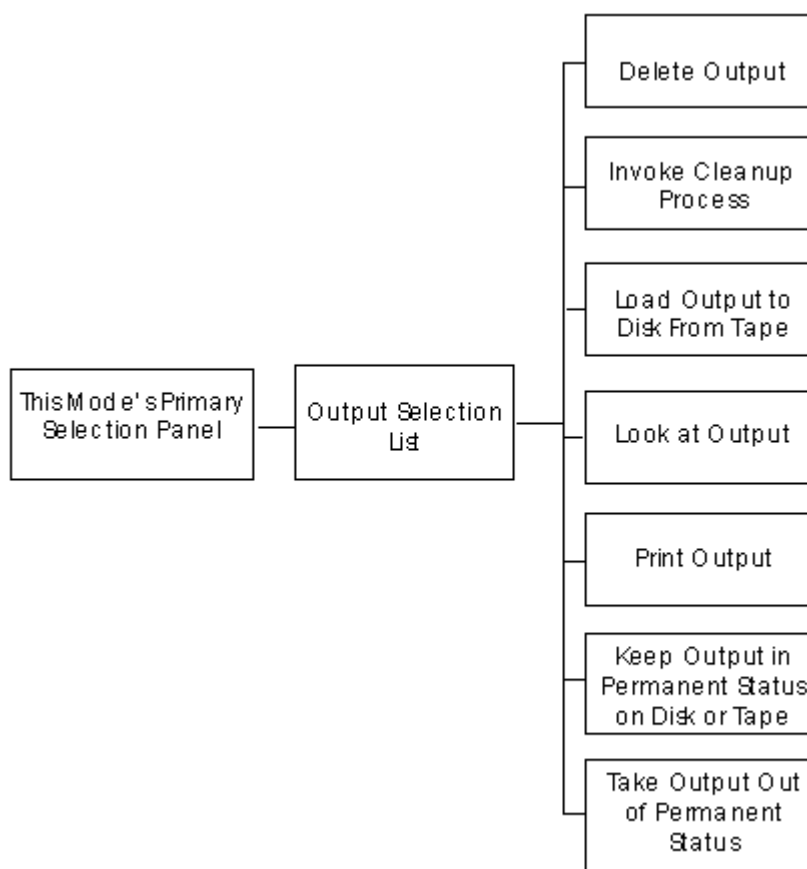 This Mode's Primary
Selection Panel
Output Selection
List
Delete Output
Invoke Cleanup
Process
Load Output to
Disk From Tape
Look at Output
Print Output
Keep Output in
Permanent Status
on Disk or Tape
Take Output Out
of Permanent
Status